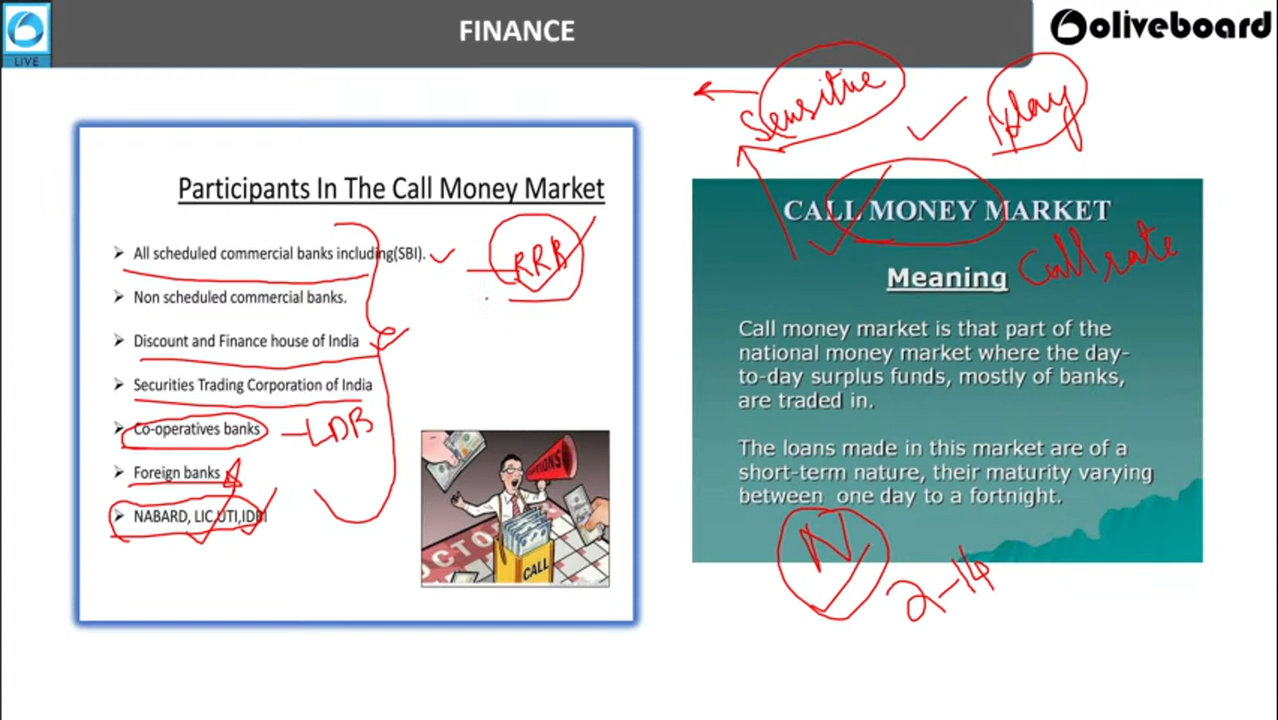 LIVE
FINANCE
oliveboard
Sensitive
1 day
Participants In The Call Money Market
➢ All scheduled commercial banks including(SBI).
RRB
➢ Non scheduled commercial banks.
➢ Discount and Finance house of India
➢ Securities Trading Corporation of India
➢ Co-operatives banks
LDB
➢ Foreign banks
➢ NABARD, LIC,UTI,IDBI
CALL
CALL MONEY MARKET
Meaning
Call rate
Call money market is that part of the
national money market where the day-
to-day surplus funds, mostly of banks,
are traded in.
The loans made in this market are of a
short-term nature, their maturity varying
between one day to a fortnight.
N
2-14